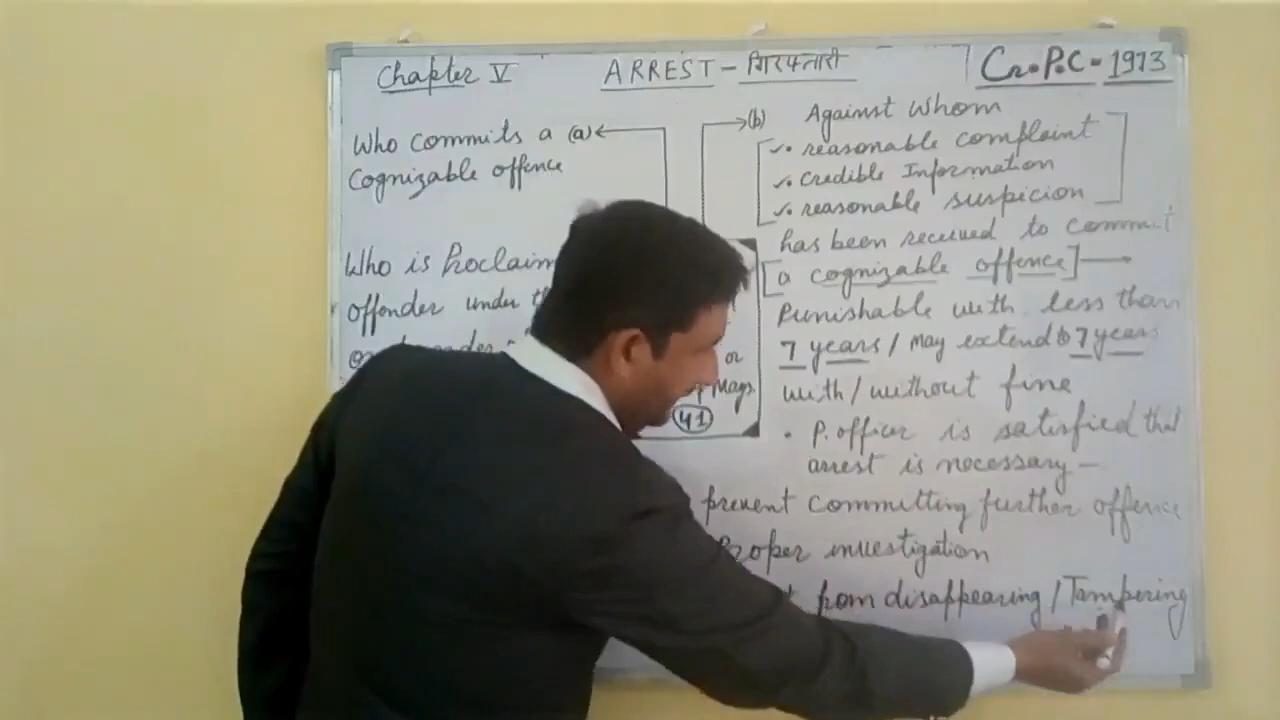 Chapter V
ARREST - गिरफ्तारी
Cr.P.C - 1973
Who commits a (a)
Cognizable offence
Who is Proclaim
offender under
(b) Against whom
reasonable complaint
credible Information
reasonable suspicion
has been received to commit
[a cognizable offence]
Punishable with less than
7 years / may extend to 7 years
with / without fine
P. officer is satisfied that
arrest is necessary -
prevent committing further offence
Proper investigation
from disappearing / Tampering
or
Mags.
41